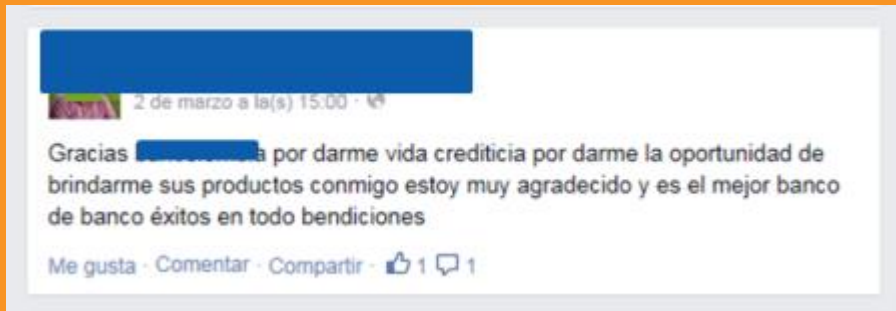 2 de marzo a la(s) 15:00 ·
Gracias por darme vida crediticia por darme la oportunidad de
brindarme sus productos conmigo estoy muy agradecido y es el mejor banco
de banco éxitos en todo bendiciones
Me gusta · Comentar · Compartir · 1 1